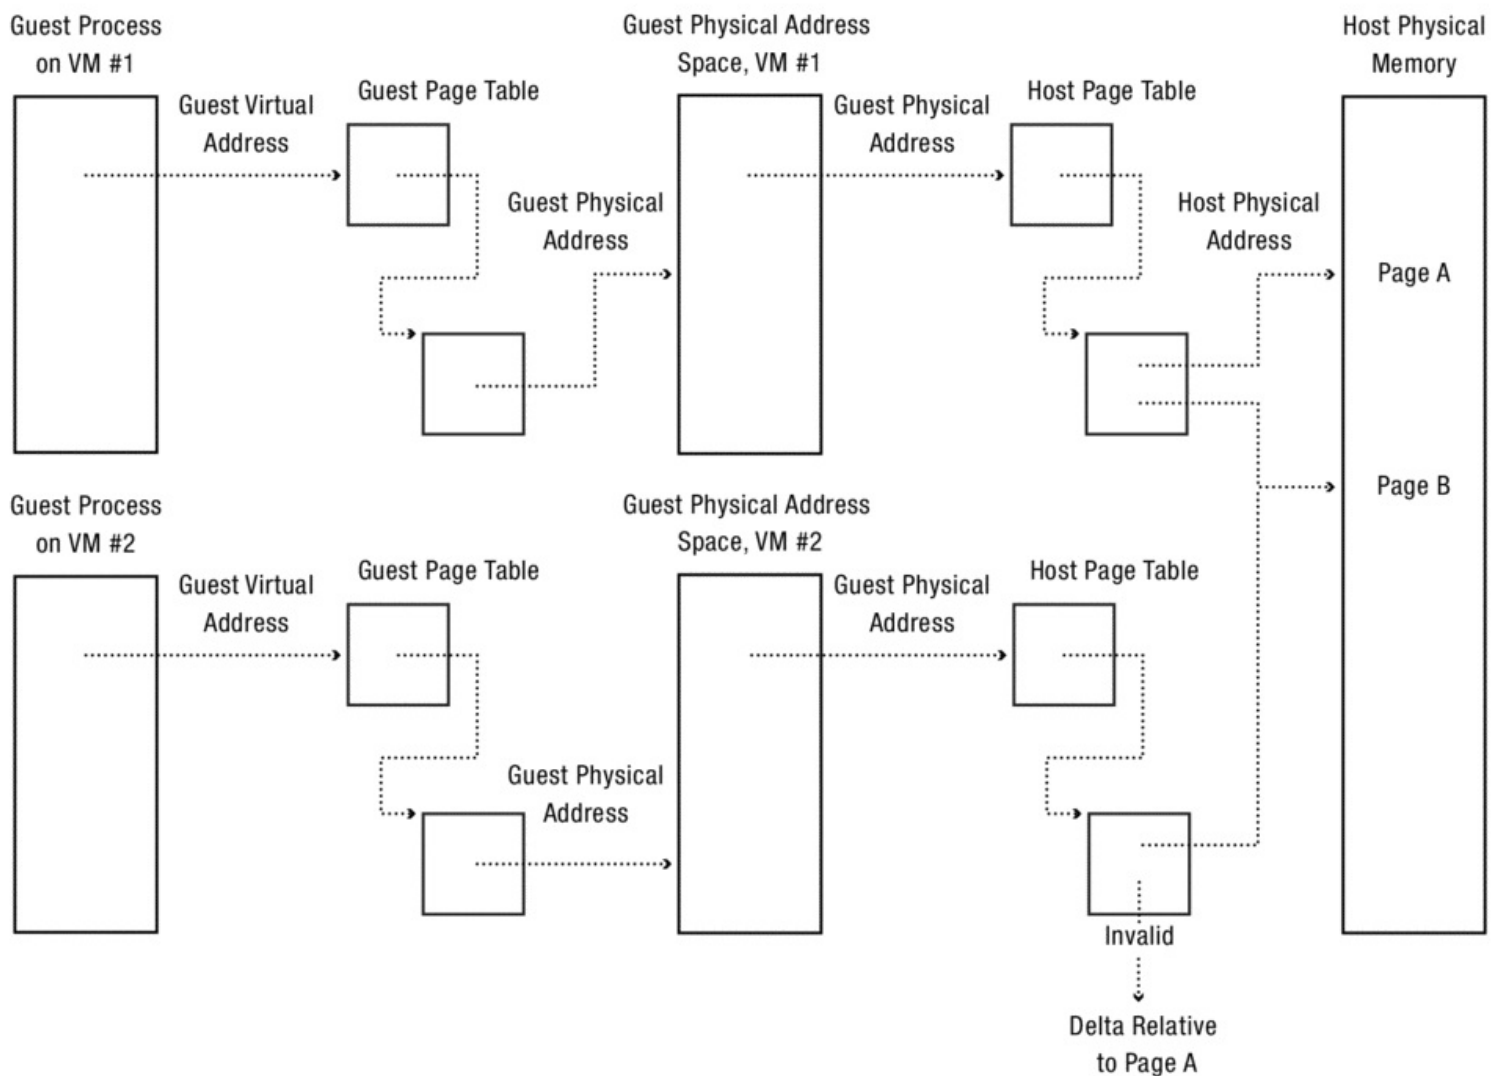 Guest Process
on VM #1
Guest Physical Address
Space, VM #1
Host Physical
Memory
Guest Virtual
Address
Guest Page Table
Guest Physical
Address
Guest Physical
Address
Host Page Table
Host Physical
Address
Page A
Page B
Guest Process
on VM #2
Guest Physical Address
Space, VM #2
Guest Virtual
Address
Guest Page Table
Guest Physical
Address
Guest Physical
Address
Host Page Table
Invalid
Delta Relative
to Page A